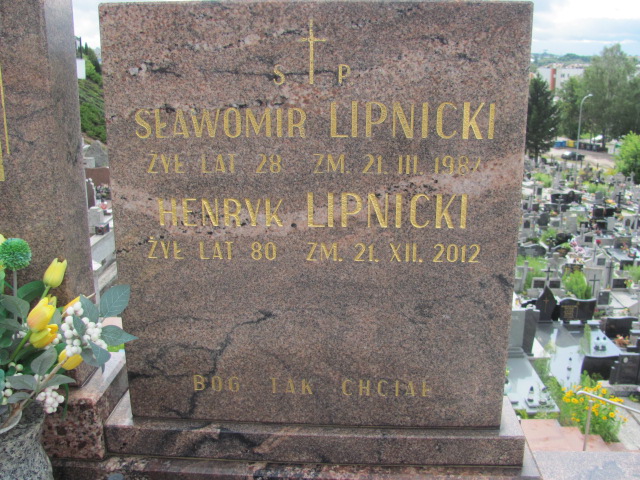 S P
SŁAWOMIR LIPNICKI
ŻYŁ LAT 28 ZM. 21. III. 1987
HENRYK LIPNICKI
ŻYŁ LAT 80 ZM. 21. XII. 2012
BÓG TAK CHCIAŁ